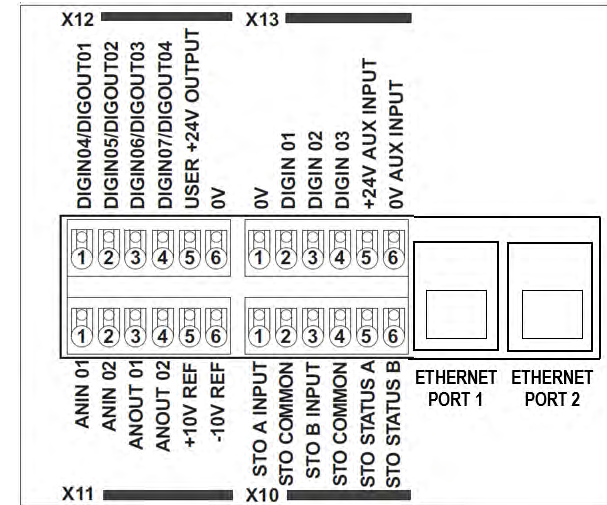 X12
X13
DIGIN04/DIGOUT01
DIGIN05/DIGOUT02
DIGIN06/DIGOUT03
DIGIN07/DIGOUT04
USER +24V OUTPUT
0V
0V
DIGIN 01
DIGIN 02
DIGIN 03
+24V AUX INPUT
0V AUX INPUT
1 2 3 4 5 6
1 2 3 4 5 6
1 2 3 4 5 6
1 2 3 4 5 6
ANIN 01
ANIN 02
ANOUT 01
ANOUT 02
+10V REF
-10V REF
STO A INPUT
STO COMMON
STO B INPUT
STO COMMON
STO STATUS A
STO STATUS B
ETHERNET
PORT 1
ETHERNET
PORT 2
X11
X10